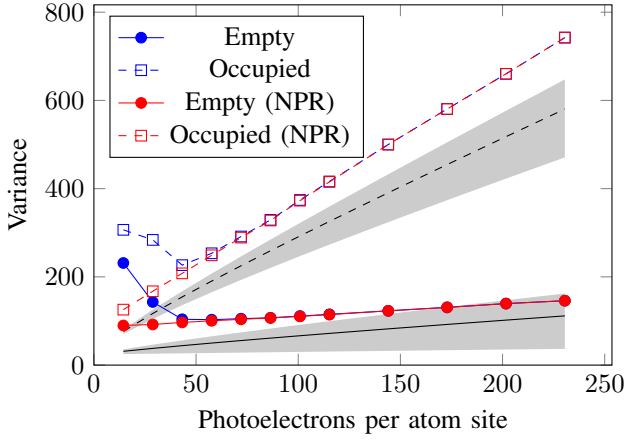 800
600
400
200
0
Variance
Empty
Occupied
Empty (NPR)
Occupied (NPR)
0 50 100 150 200 250
Photoelectrons per atom site